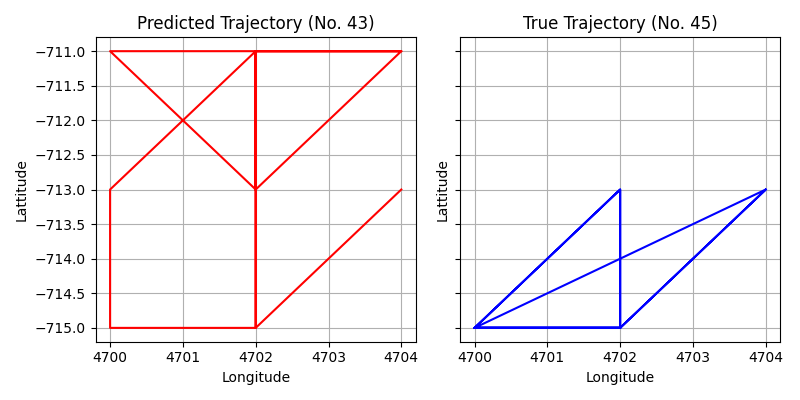 Predicted Trajectory (No. 43)
True Trajectory (No. 45)
−711.0
−711.5
−712.0
−712.5
−713.0
−713.5
−714.0
−714.5
−715.0
Lattitude
Lattitude
4700 4701 4702 4703 4704
4700 4701 4702 4703 4704
Longitude
Longitude